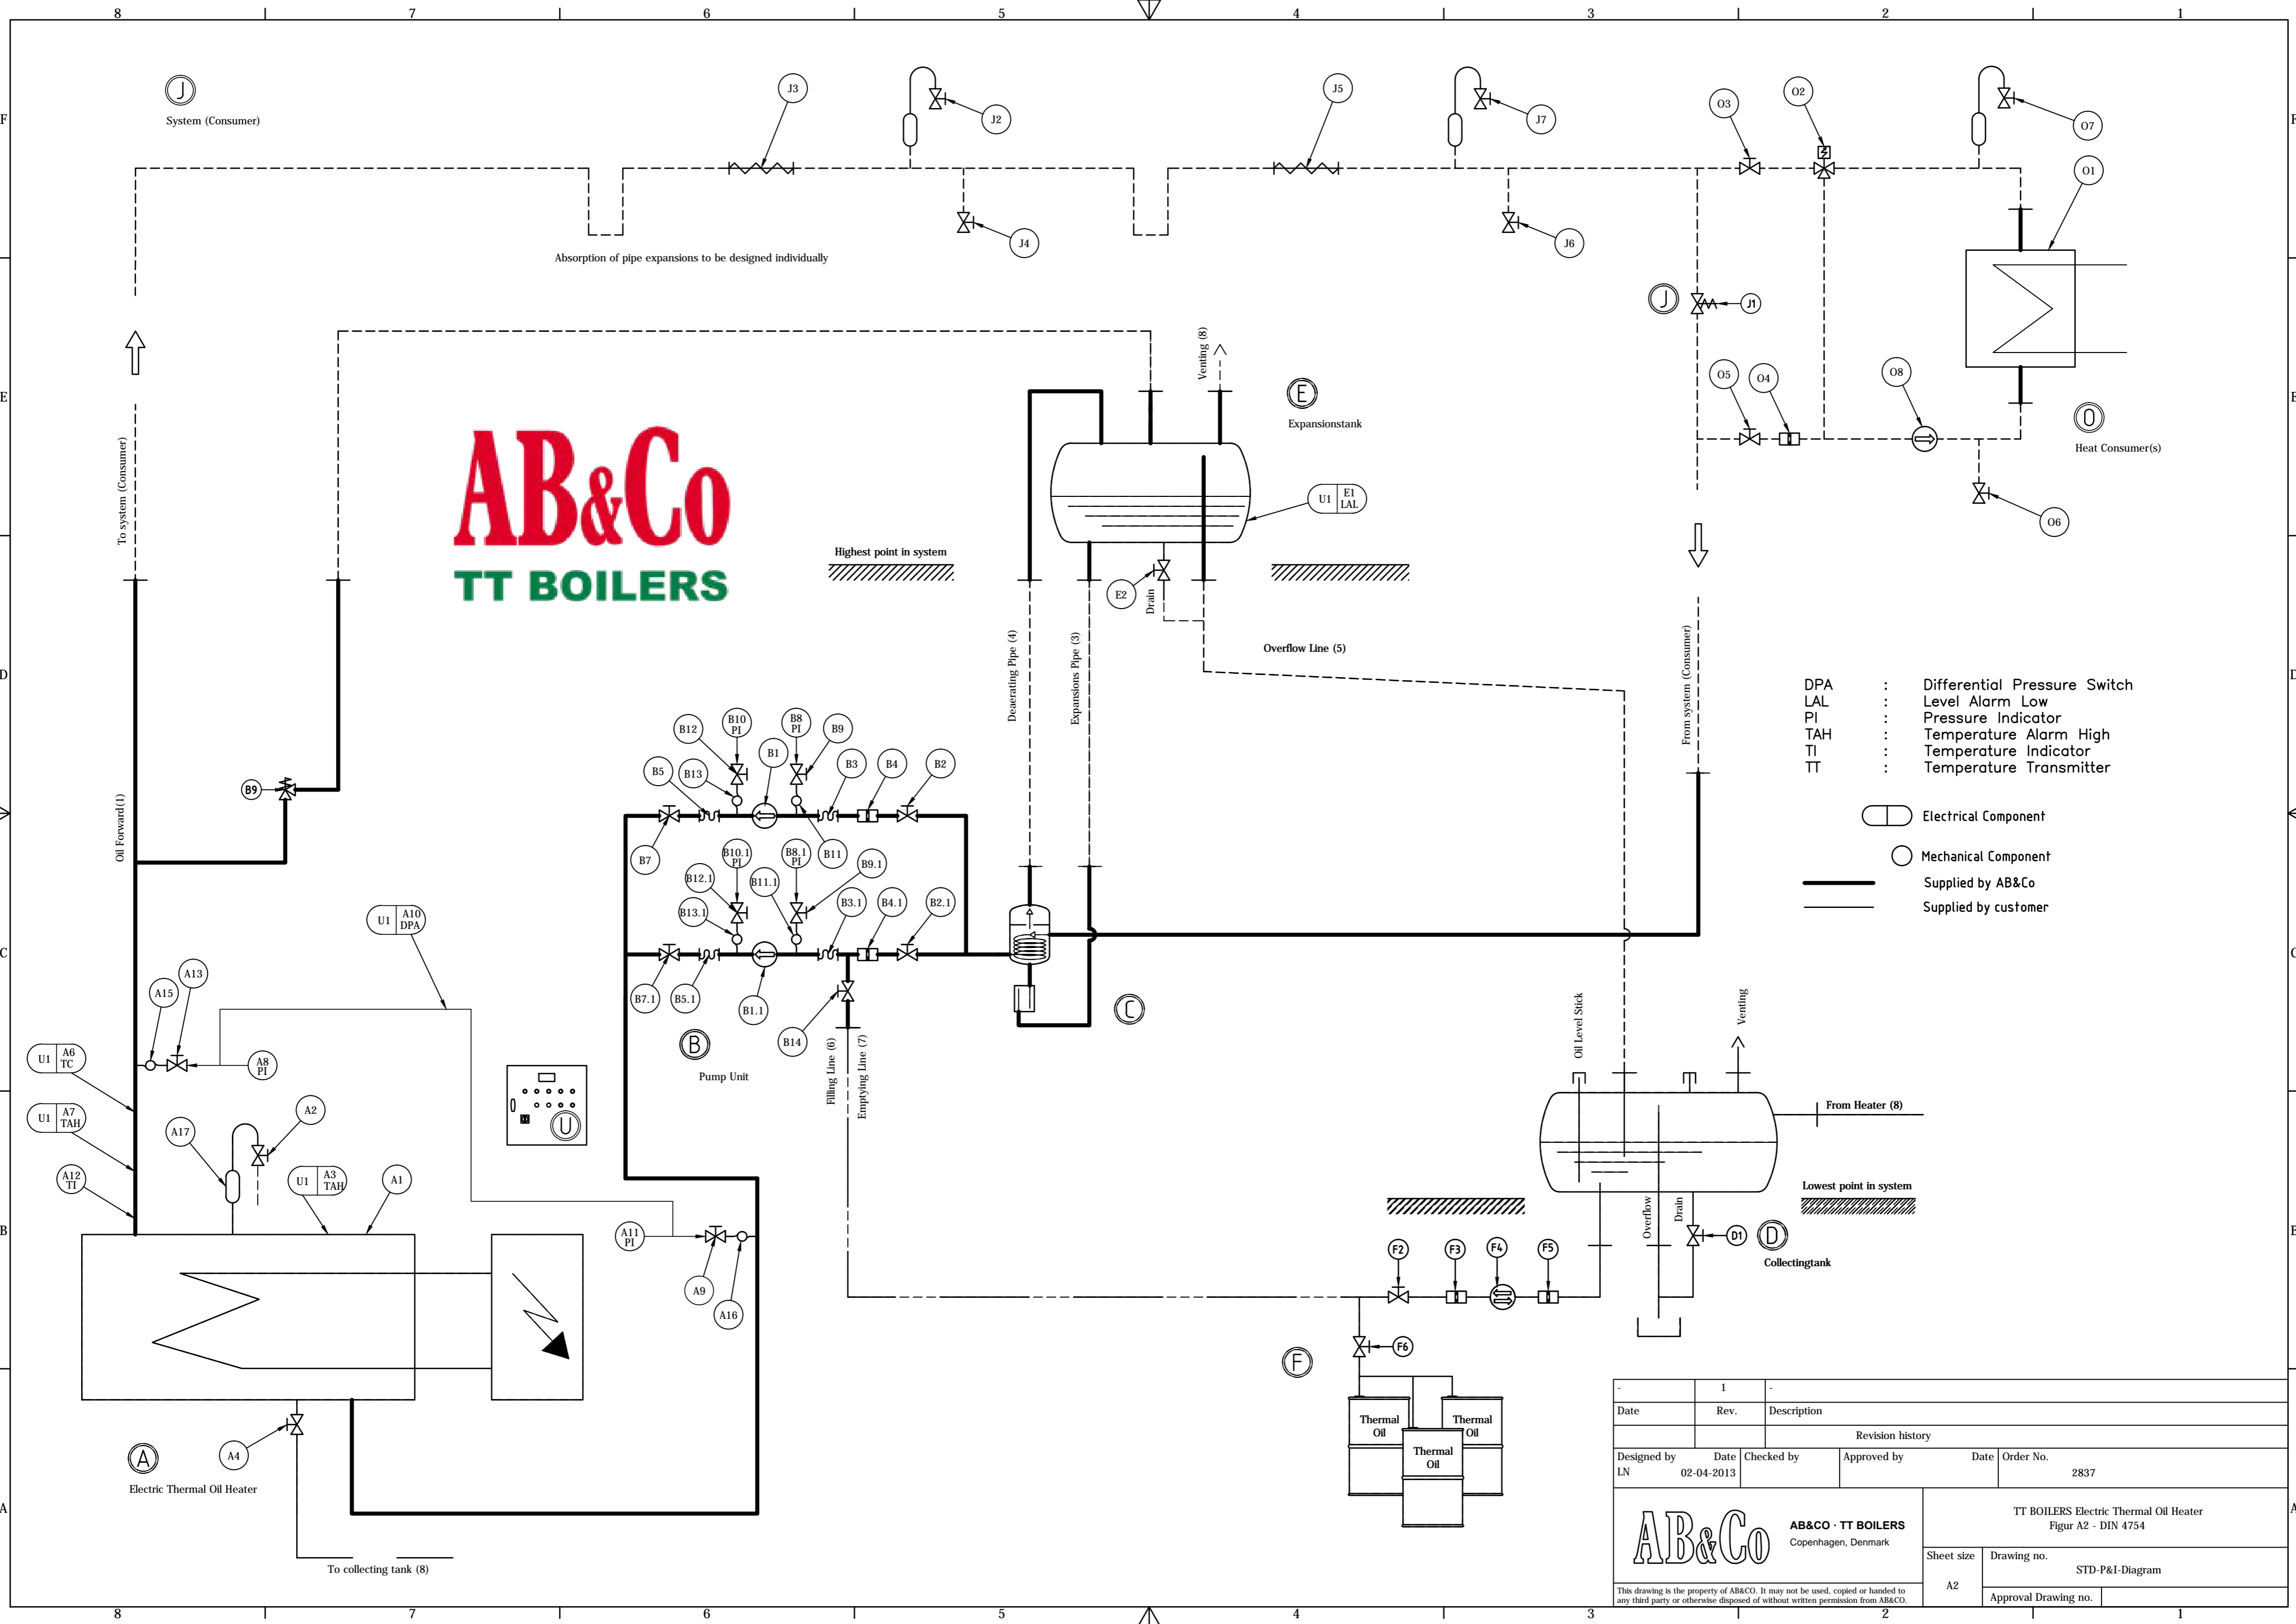 8 7 6 5 4 3 2 1
F
E
D
C
B
A
F
E
D
C
B
A
J
System (Consumer)
J3
J2
J4
J5
J7
J6
O3
O2
O7
O1
Absorption of pipe expansions to be designed individually
J
J1
O5
O4
O8
O
Heat Consumer(s)
O6
Venting (8)
E
Expansionstank
U1
E1
LAL
To system (Consumer)
AB&Co
TT BOILERS
Highest point in system
E2
Drain
Deaerating Pipe (4)
Expansions Pipe (3)
Overflow Line (5)
From system (Consumer)
DPA : Differential Pressure Switch
LAL : Level Alarm Low
PI : Pressure Indicator
TAH : Temperature Alarm High
TI : Temperature Indicator
TT : Temperature Transmitter
Electrical Component
Mechanical Component
Supplied by AB&Co
Supplied by customer
B9
Oil Forward(1)
B12
B10
PI
B8
PI
B9
B5
B13
B1
B3
B4
B2
B7
B10.1
PI
B8.1
PI
B11
B9.1
B12.1
B11.1
B13.1
B3.1
B4.1
B2.1
B7.1
B5.1
B1.1
B14
B
Pump Unit
C
U1
A10
DPA
A13
A15
A8
PI
U1
A6
TC
U1
A7
TAH
A12
TI
A17
A2
U1
A3
TAH
A1
U
Filling Line (6)
Emptying Line (7)
A11
PI
A9
A16
Oil Level Stick
Venting
From Heater (8)
Lowest point in system
Overflow
Drain
D1
D
Collectingtank
F2
F3
F4
F5
F6
F
Thermal
Oil
Thermal
Oil
Thermal
Oil
A4
A
Electric Thermal Oil Heater
To collecting tank (8)
- 1 -
Date Rev. Description
Revision history
Designed by Date Checked by Approved by Date Order No.
LN 02-04-2013 2837
AB&Co
AB&CO · TT BOILERS
Copenhagen, Denmark
TT BOILERS Electric Thermal Oil Heater
Figur A2 - DIN 4754
Sheet size
A2
Drawing no.
STD-P&I-Diagram
Approval Drawing no.
This drawing is the property of AB&CO. It may not be used, copied or handed to
any third party or otherwise disposed of without written permission from AB&CO.
8 7 6 5 4 3 2 1